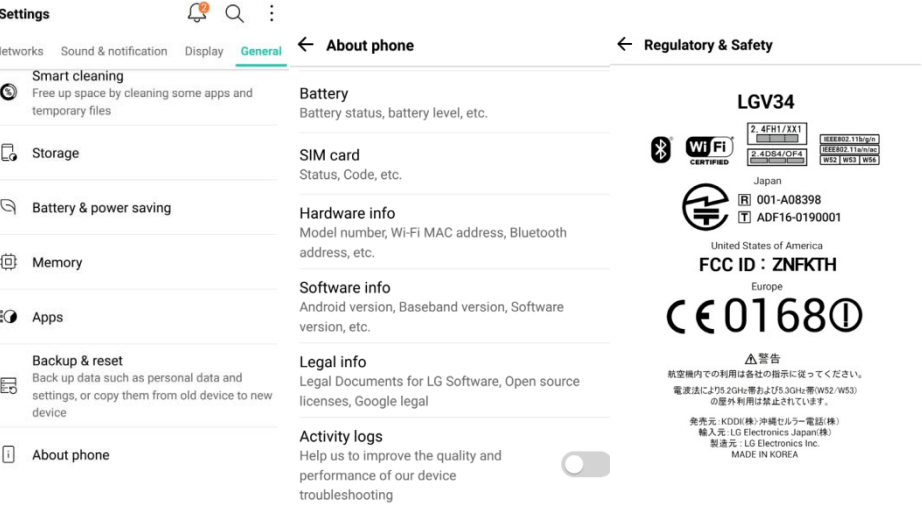 Settings
2
Networks Sound & notification Display General
Smart cleaning
Free up space by cleaning some apps and
temporary files
Storage
Battery & power saving
Memory
Apps
Backup & reset
Back up data such as personal data and
settings, or copy them from old device to new
device
About phone
About phone
Battery
Battery status, battery level, etc.
SIM card
Status, Code, etc.
Hardware info
Model number, Wi-Fi MAC address, Bluetooth
address, etc.
Software info
Android version, Baseband version, Software
version, etc.
Legal info
Legal Documents for LG Software, Open source
licenses, Google legal
Activity logs
Help us to improve the quality and
performance of our device
troubleshooting
Regulatory & Safety
LGV34
Wi Fi
CERTIFIED
2.4FH1/XX1
2.4DS4/OF4
IEEE802.11b/g/n
IEEE802.11a/n/ac
W52 W53 W56
Japan
R 001-A08398
T ADF16-0190001
United States of America
FCC ID : ZNFKTH
Europe
CE0168
警告
航空機内での利用は各社の指示に従ってください。
電波法により5.2GHz帯および5.3GHz帯(W52/W53)
の屋外利用は禁止されています。
発売元:KDDI(株)・沖縄セルラー電話(株)
輸入元:LG Electronics Japan(株)
製造元:LG Electronics Inc.
MADE IN KOREA